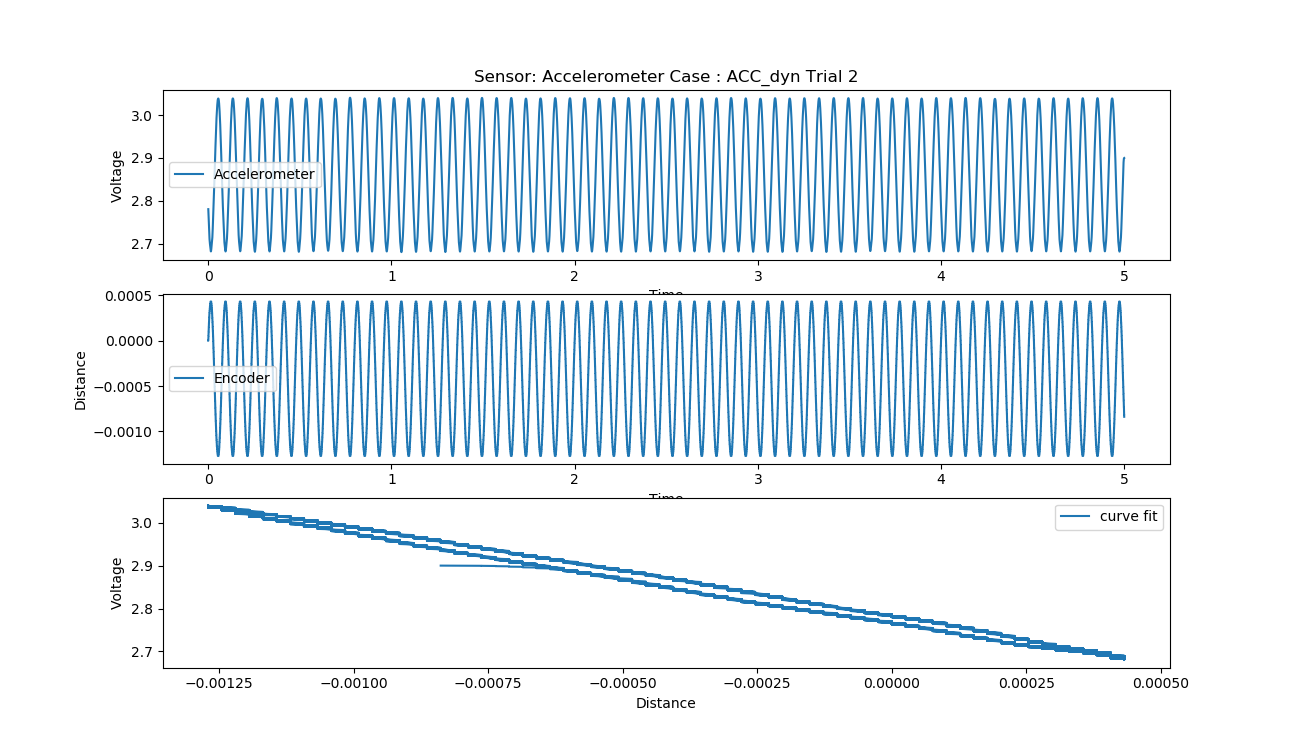 Sensor: Accelerometer Case : ACC_dyn Trial 2
3.0
2.9
2.8
2.7
Voltage
Accelerometer
0 1 2 3 4 5
0.0005
0.0000
−0.0005
−0.0010
Distance
Encoder
0 1 2 3 4 5
3.0
2.9
2.8
2.7
Voltage
curve fit
−0.00125 −0.00100 −0.00075 −0.00050 −0.00025 0.00000 0.00025 0.00050
Distance